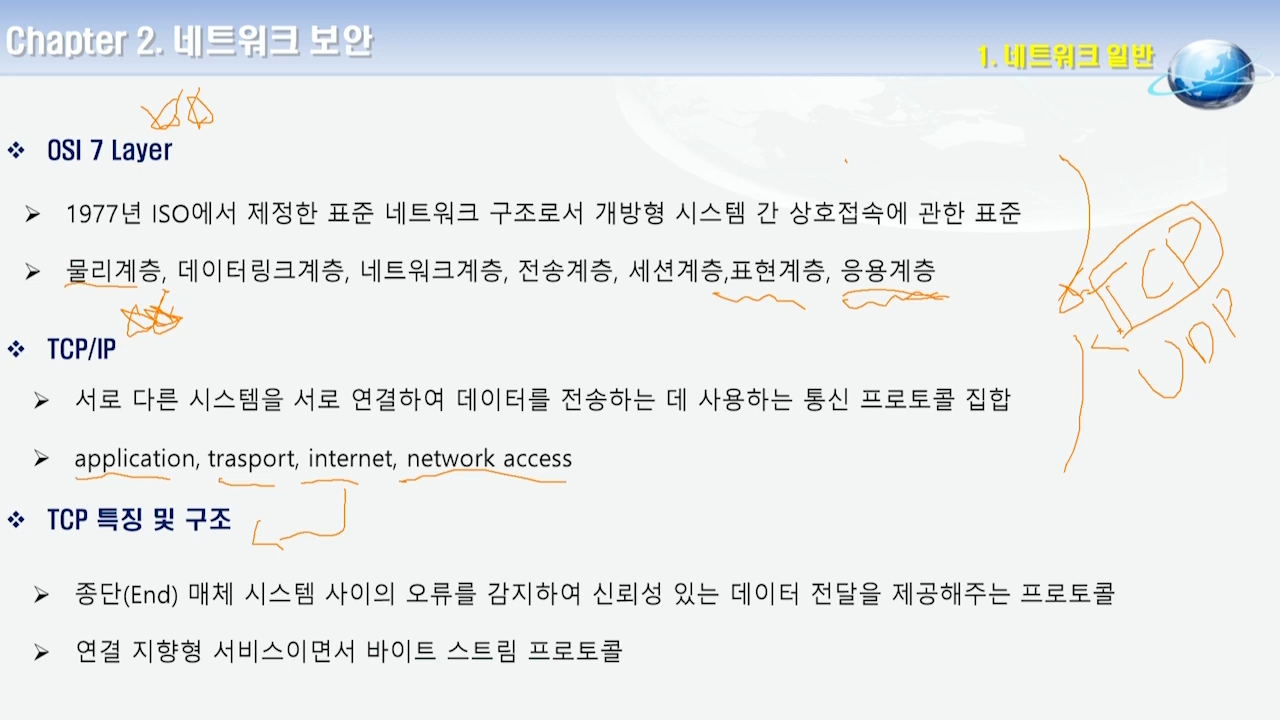 Chapter 2. 네트워크 보안
1. 네트워크 일반
❖ OSI 7 Layer
➢ 1977년 ISO에서 제정한 표준 네트워크 구조로서 개방형 시스템 간 상호접속에 관한 표준
➢ 물리계층, 데이터링크계층, 네트워크계층, 전송계층, 세션계층,표현계층, 응용계층
TCP
UDP
❖ TCP/IP
➢ 서로 다른 시스템을 서로 연결하여 데이터를 전송하는 데 사용하는 통신 프로토콜 집합
➢ application, trasport, internet, network access
❖ TCP 특징 및 구조
➢ 종단(End) 매체 시스템 사이의 오류를 감지하여 신뢰성 있는 데이터 전달을 제공해주는 프로토콜
➢ 연결 지향형 서비스이면서 바이트 스트림 프로토콜